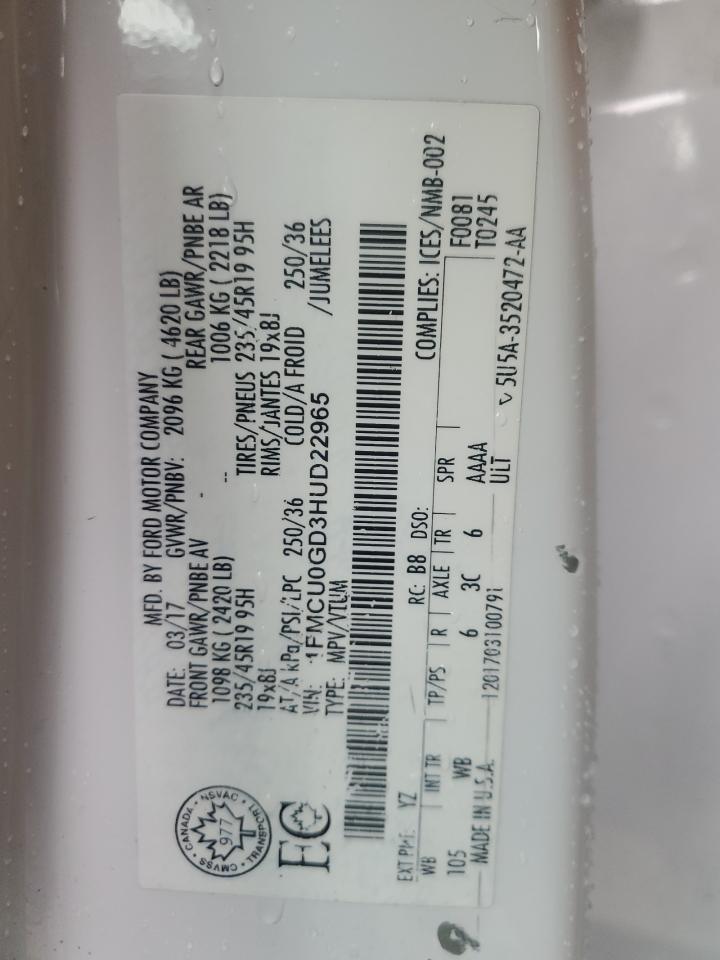 MFD. BY FORD MOTOR COMPANY
DATE: 03/17 GVWR/PNBV: 2096 KG ( 4620 LB)
FRONT GAWR/PNBE AV REAR GAWR/PNBE AR
1098 KG ( 2420 LB) 1006 KG ( 2218 LB)
235/45R19 95H TIRES/PNEUS 235/45R19 95H
19x8J RIMS/JANTES 19x8J
AT/A kPa/PSI/LPC 250/36 COLD/A FROID 250/36
VIN: 1FMCU0GD3HUD22965 /JUMELEES
TYPE: MPV/VTUM
CANADA • NSVAC • TRANSPORT • CMVSS
977
EC
EXT PNT: YZ RC: B8 DSO: COMPLIES: ICES/NMB-002
WB INT TR TP/PS R AXLE TR SPR F0081
105 WB 6 3C 6 AAAA T0245
MADE IN U.S.A. 1201703100791 ULT 5U5A-3520472-AA